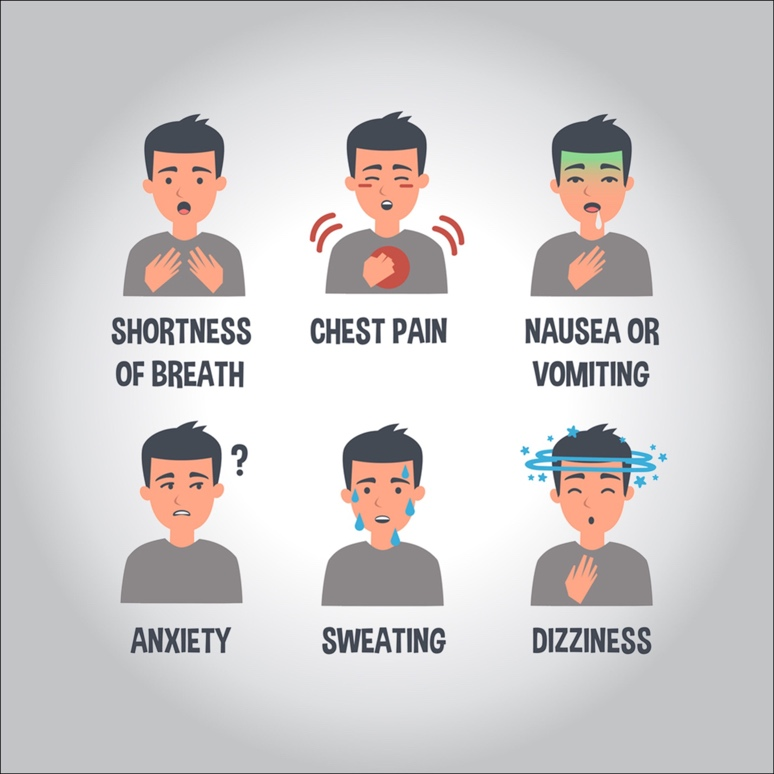 SHORTNESS
OF BREATH
CHEST PAIN
NAUSEA OR
VOMITING
?
ANXIETY
SWEATING
DIZZINESS